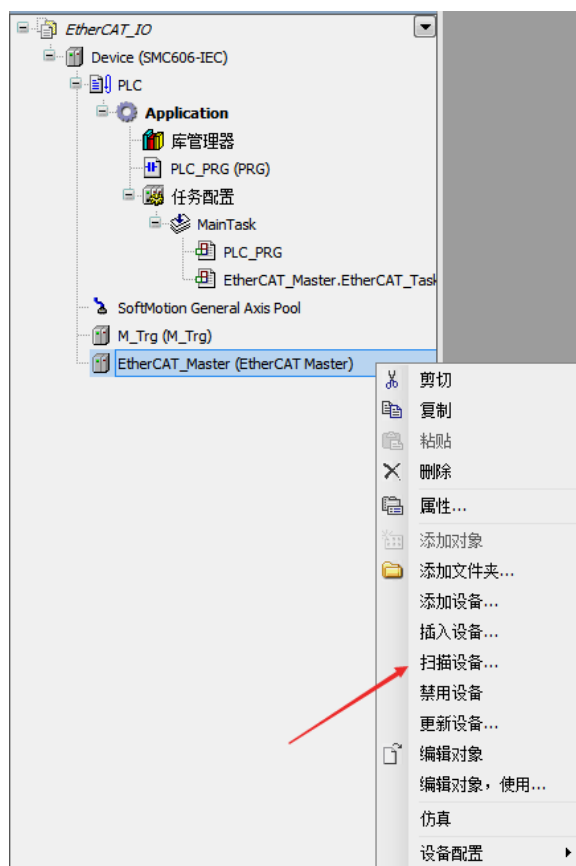 EtherCAT_IO
Device (SMC606-IEC)
PLC
Application
库管理器
PLC_PRG (PRG)
任务配置
MainTask
PLC_PRG
EtherCAT_Master.EtherCAT_Task
SoftMotion General Axis Pool
M_Trg (M_Trg)
EtherCAT_Master (EtherCAT Master)
剪切
复制
粘贴
删除
属性...
添加对象
添加文件夹...
添加设备...
插入设备...
扫描设备...
禁用设备
更新设备...
编辑对象
编辑对象，使用...
仿真
设备配置